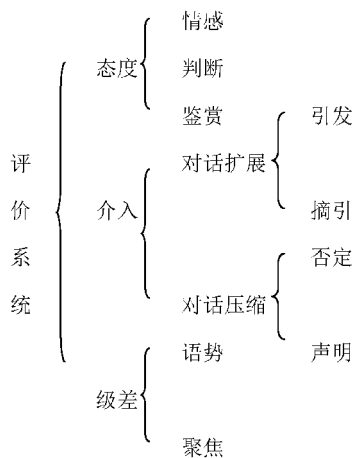 情感
态度
判断
鉴赏
引发
评价系统
对话扩展
介入
摘引
否定
对话压缩
语势
声明
级差
聚焦